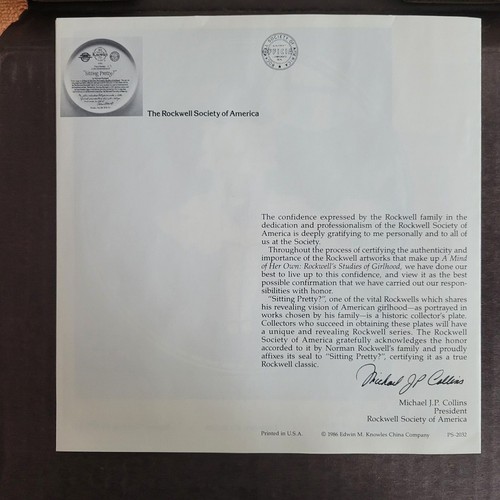 "Sitting Pretty?"
SOCIETY OF
The Rockwell Society of America
The confidence expressed by the Rockwell family in the
dedication and professionalism of the Rockwell Society of
America is deeply gratifying to me personally and to all of
us at the Society.
Throughout the process of certifying the authenticity and
importance of the Rockwell artworks that make up A Mind
of Her Own: Rockwell's Studies of Girlhood, we have done our
best to live up to this confidence, and view it as the best
possible confirmation that we have carried out our respon-
sibilities with honor.
"Sitting Pretty?", one of the vital Rockwells which shares
his revealing vision of American girlhood—as portrayed in
works chosen by his family—is a historic collector's plate.
Collectors who succeed in obtaining these plates will have
a unique and revealing Rockwell series. The Rockwell
Society of America gratefully acknowledges the honor
accorded to it by Norman Rockwell's family and proudly
affixes its seal to "Sitting Pretty?", certifying it as a true
Rockwell classic.
Michael JP Collins
Michael J.P. Collins
President
Rockwell Society of America
Printed in U.S.A. © 1986 Edwin M. Knowles China Company PS-2032